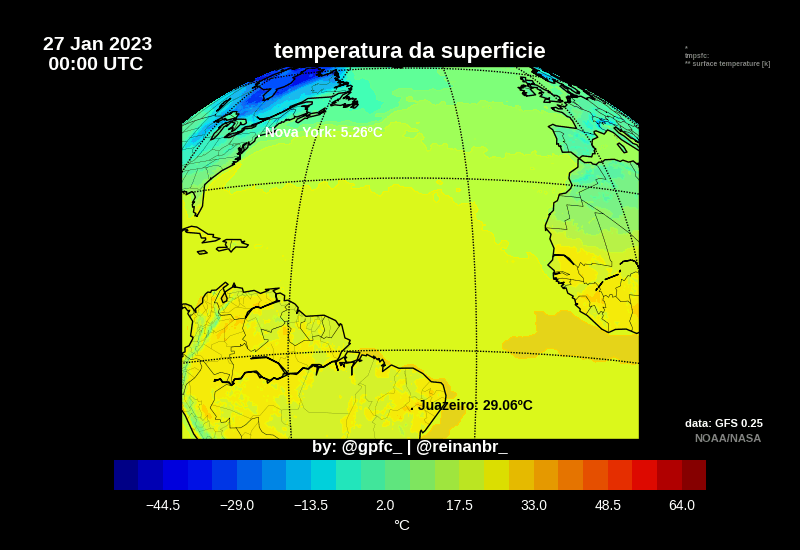 27 Jan 2023
00:00 UTC
temperatura da superficie
*
tmpsfc:
** surface temperature [k]
. Nova York: 5.26ºC
. Juazeiro: 29.06ºC
data: GFS 0.25
NOAA/NASA
by: @gpfc_ | @reinanbr_
−44.5 −29.0 −13.5 2.0 17.5 33.0 48.5 64.0
°C